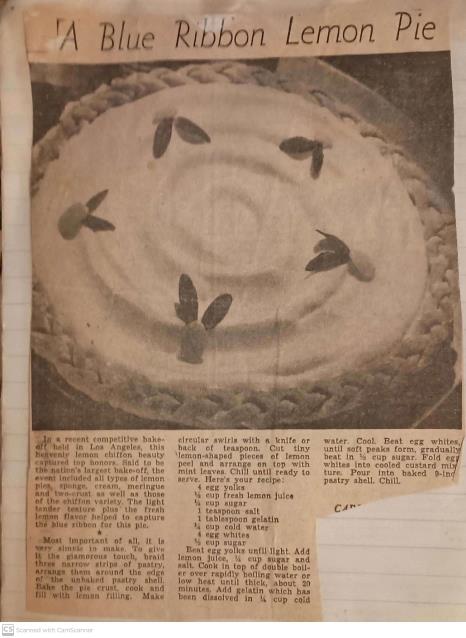 A Blue Ribbon Lemon Pie
In a recent competitive bake-
off held in Los Angeles, this
heavenly lemon chiffon beauty
captured top honors. Said to be
the nation's largest bake-off, the
event included all types of lemon
pies, sponge, cream, meringue
and two-crust as well as those
of the chiffon variety. The light
tender texture plus the fresh
lemon flavor helped to capture
the blue ribbon for this pie.
★
Most important of all, it is
very simple to make. To give
it the glamorous touch, braid
three narrow strips of pastry,
arrange them around the edge
of the unbaked pastry shell.
Bake the pie crust, cook and
fill with lemon filling. Make
circular swirls with a knife or
back of teaspoon. Cut tiny
lemon-shaped pieces of lemon
peel and arrange on top with
mint leaves. Chill until ready to
serve. Here's your recipe:
4 egg yolks
cup fresh lemon juice
cup sugar
1 teaspoon salt
1 tablespoon gelatin
¼ cup cold water
4 egg whites
½ cup sugar
Beat egg yolks until light. Add
lemon juice, cup sugar and
salt. Cook in top of double boil-
er over rapidly boiling water or
low heat until thick, about 20
minutes. Add gelatin which has
been dissolved in ¼ cup cold
water. Cool. Beat egg whites,
until soft peaks form, gradually
beat in ½ cup sugar. Fold egg
whites into cooled custard mix
ture. Pour into baked 9-inch
pastry shell. Chill.
CS Scanned with CamScanner